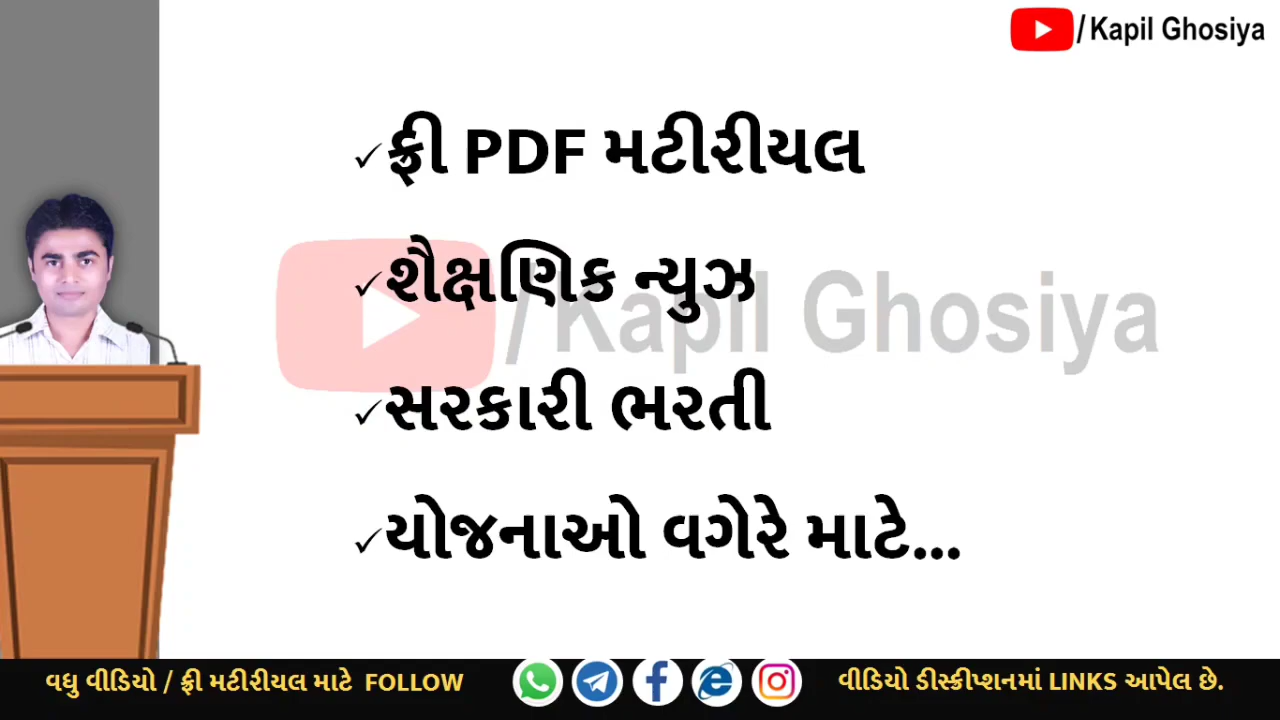 /Kapil Ghosiya
✓ફ્રી PDF મટીરીયલ
✓શૈક્ષણિક ન્યુઝ
/Kapil Ghosiya
✓સરકારી ભરતી
✓યોજનાઓ વગેરે માટે...
વધુ વીડિયો / ફ્રી મટીરીયલ માટે FOLLOW
વીડિયો ડીસ્ક્રીપ્શનમાં LINKS આપેલ છે.